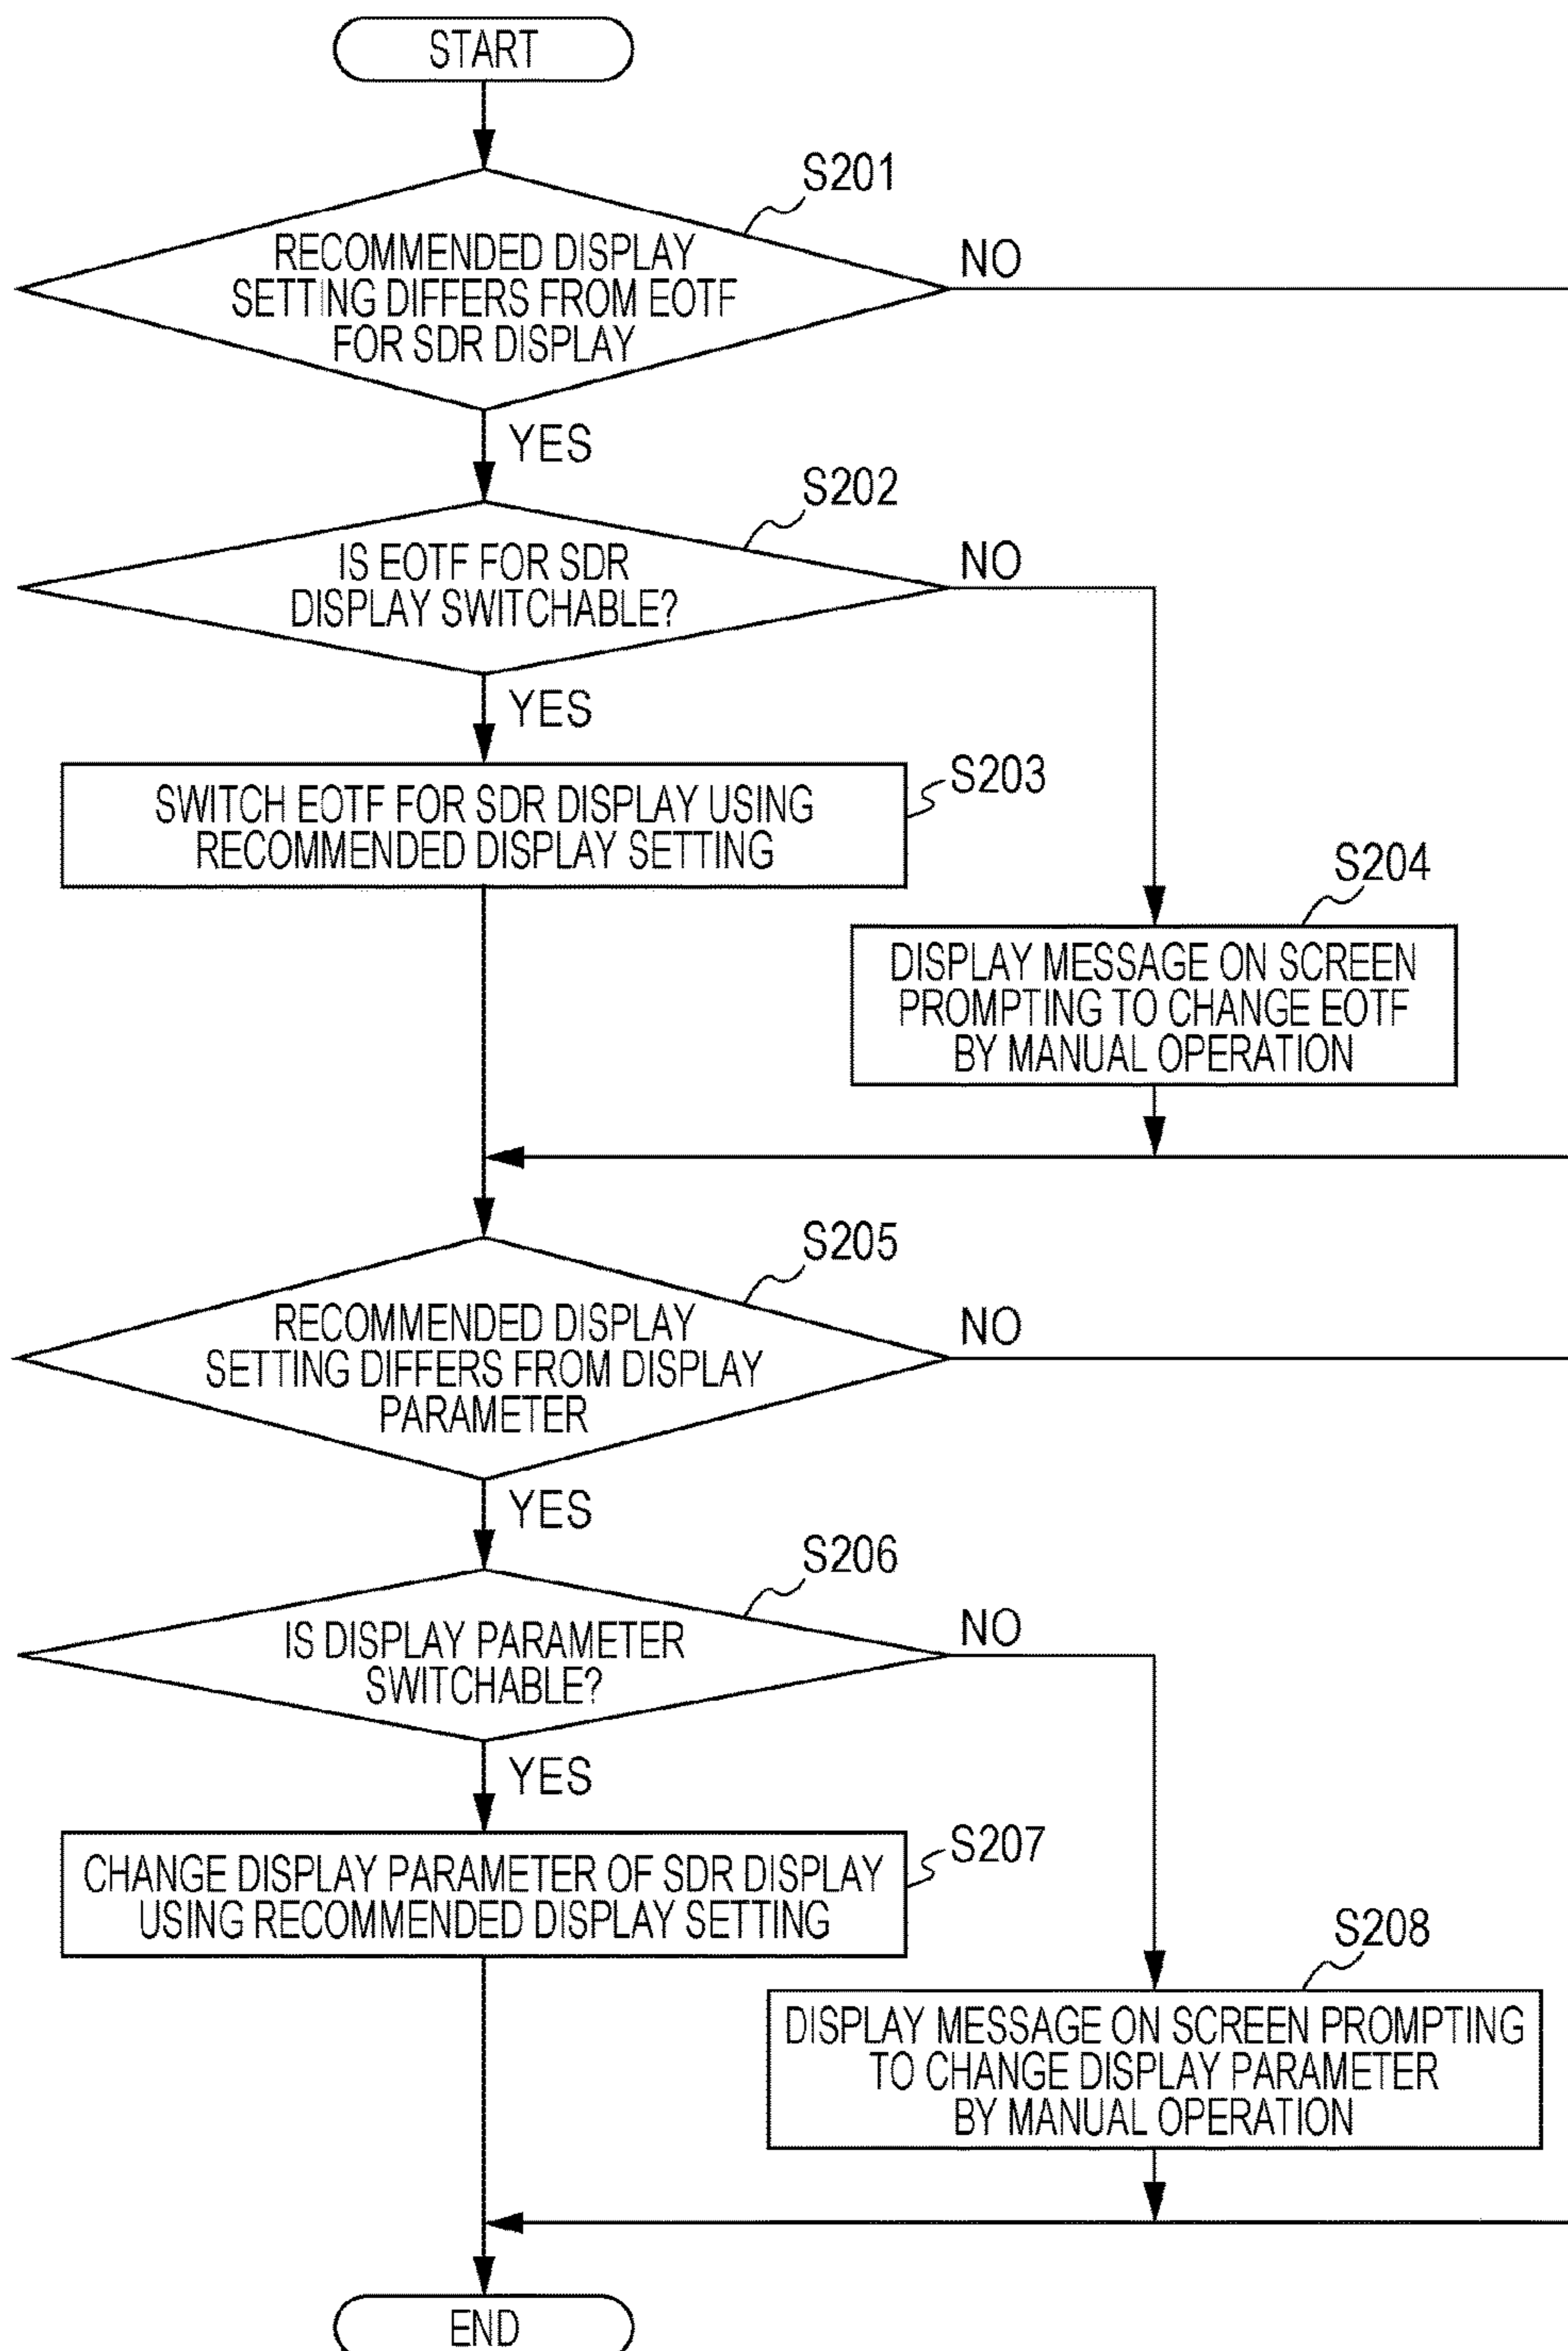 START
S201
RECOMMENDED DISPLAY
SETTING DIFFERS FROM EOTF
FOR SDR DISPLAY
NO
YES
S202
IS EOTF FOR SDR
DISPLAY SWITCHABLE?
NO
YES
S203
SWITCH EOTF FOR SDR DISPLAY USING
RECOMMENDED DISPLAY SETTING
S204
DISPLAY MESSAGE ON SCREEN
PROMPTING TO CHANGE EOTF
BY MANUAL OPERATION
S205
RECOMMENDED DISPLAY
SETTING DIFFERS FROM DISPLAY
PARAMETER
NO
YES
S206
IS DISPLAY PARAMETER
SWITCHABLE?
NO
YES
S207
CHANGE DISPLAY PARAMETER OF SDR DISPLAY
USING RECOMMENDED DISPLAY SETTING
S208
DISPLAY MESSAGE ON SCREEN PROMPTING
TO CHANGE DISPLAY PARAMETER
BY MANUAL OPERATION
END